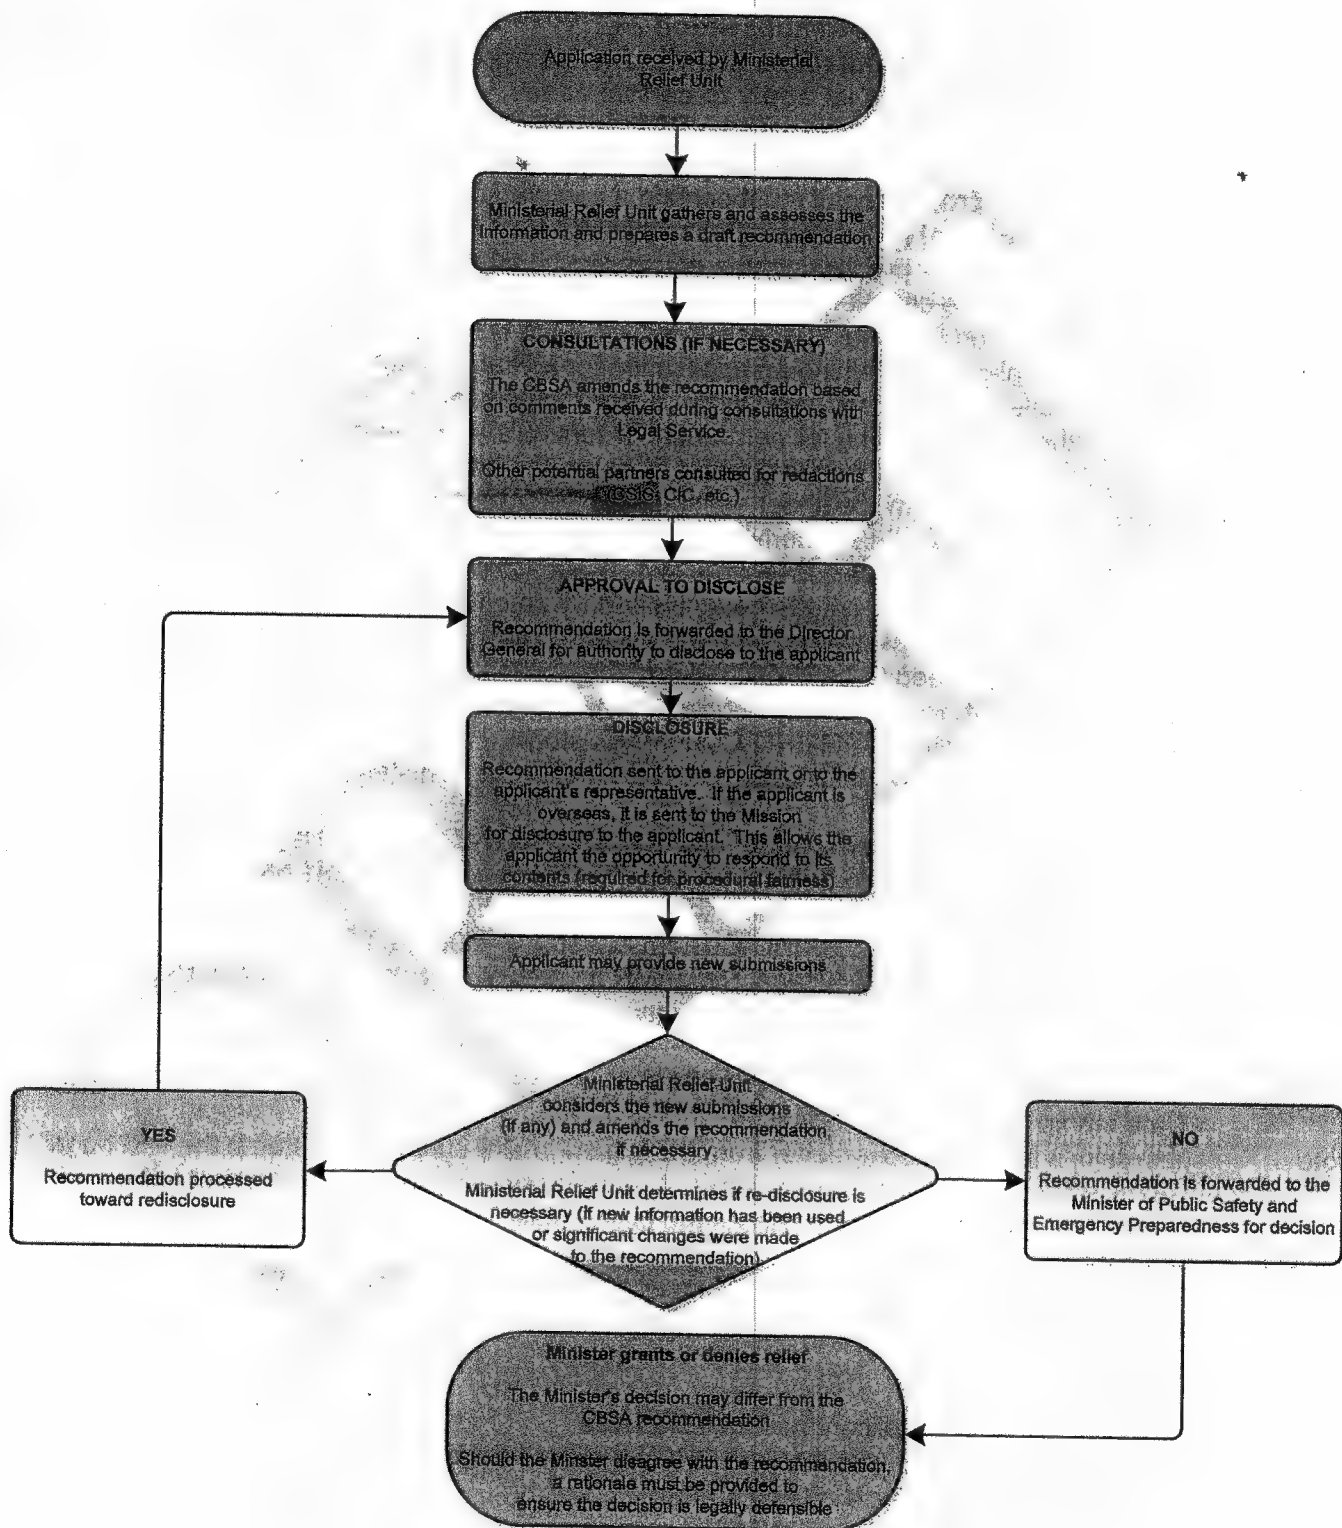 Application received by Ministerial
Relief Unit
Ministerial Relief Unit gathers and assesses the
Information and prepares a draft recommendation
CONSULTATIONS (IF NECESSARY)
The CBSA amends the recommendation based
on comments received during consultations with
Legal Service.
Other potential partners consulted for redactions
CIC, etc.)
APPROVAL TO DISCLOSE
Recommendation is forwarded to the Director
General for authority to disclose to the applicant
DISCLOSURE
Recommendation sent to the applicant or to the
applicant's representative. If the applicant is
overseas, it is sent to the Mission
for disclosure to the applicant. This allows the
applicant the opportunity to respond to its
contents (required for procedural fairness)
Applicant may provide new submissions
Ministerial Relief Unit
considers the new submissions
(if any) and amends the recommendation,
if necessary.
Ministerial Relief Unit determines if re-disclosure is
necessary (if new information has been used
or significant changes were made
to the recommendation)
YES
Recommendation processed
toward redisclosure
NO
Recommendation is forwarded to the
Minister of Public Safety and
Emergency Preparedness for decision
Minister grants or denies relief
The Minister's decision may differ from the
CBSA recommendation
Should the Minster disagree with the recommendation,
a rationale must be provided to
ensure the decision is legally defensible